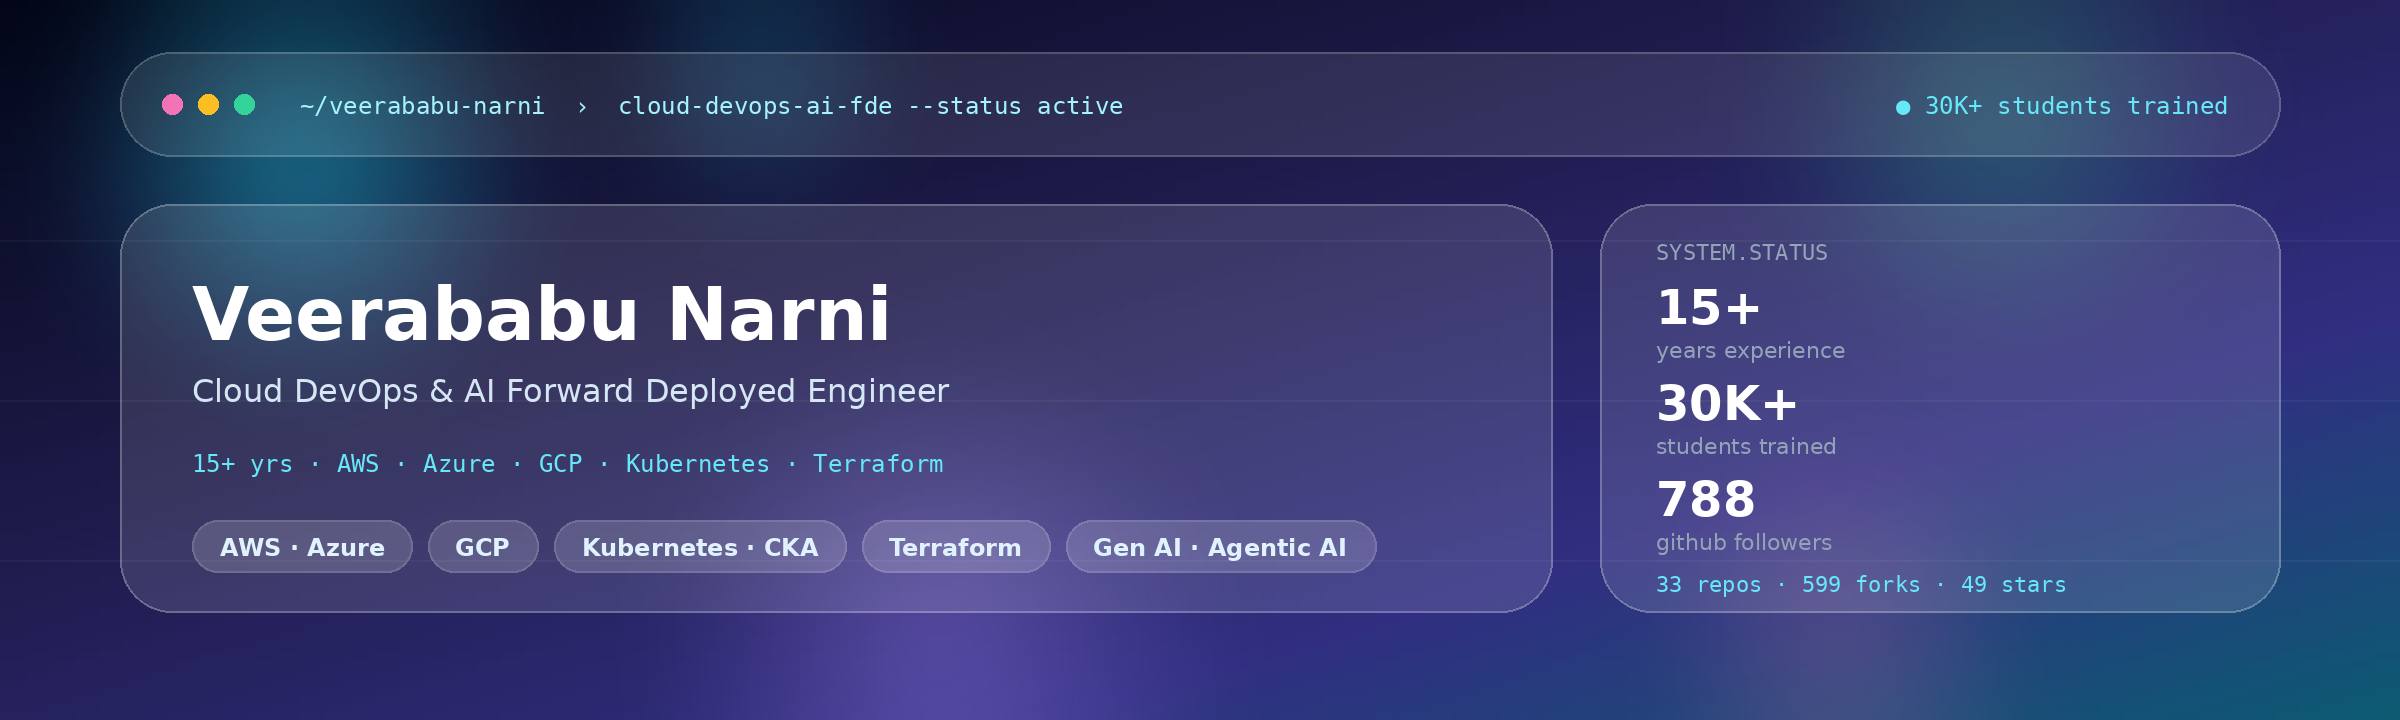 ~/veerababu-narni › cloud-devops-ai-fde --status active
● 30K+ students trained
Veerababu Narni
Cloud DevOps & AI Forward Deployed Engineer
15+ yrs · AWS · Azure · GCP · Kubernetes · Terraform
AWS · Azure
GCP
Kubernetes · CKA
Terraform
Gen AI · Agentic AI
SYSTEM.STATUS
15+
years experience
30K+
students trained
788
github followers
33 repos · 599 forks · 49 stars